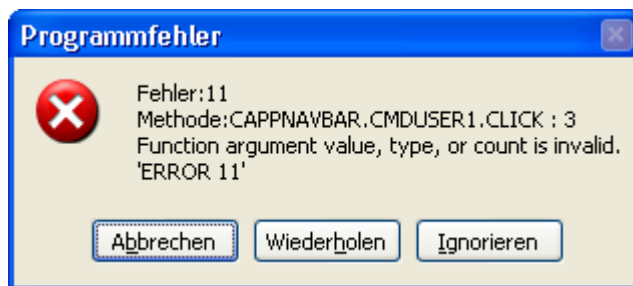 Programmfehler
Fehler:11
Methode:CAPPNAVBAR.CMDUSER1.CLICK : 3
Function argument value, type, or count is invalid.
'ERROR 11'
Abbrechen
Wiederholen
Ignorieren